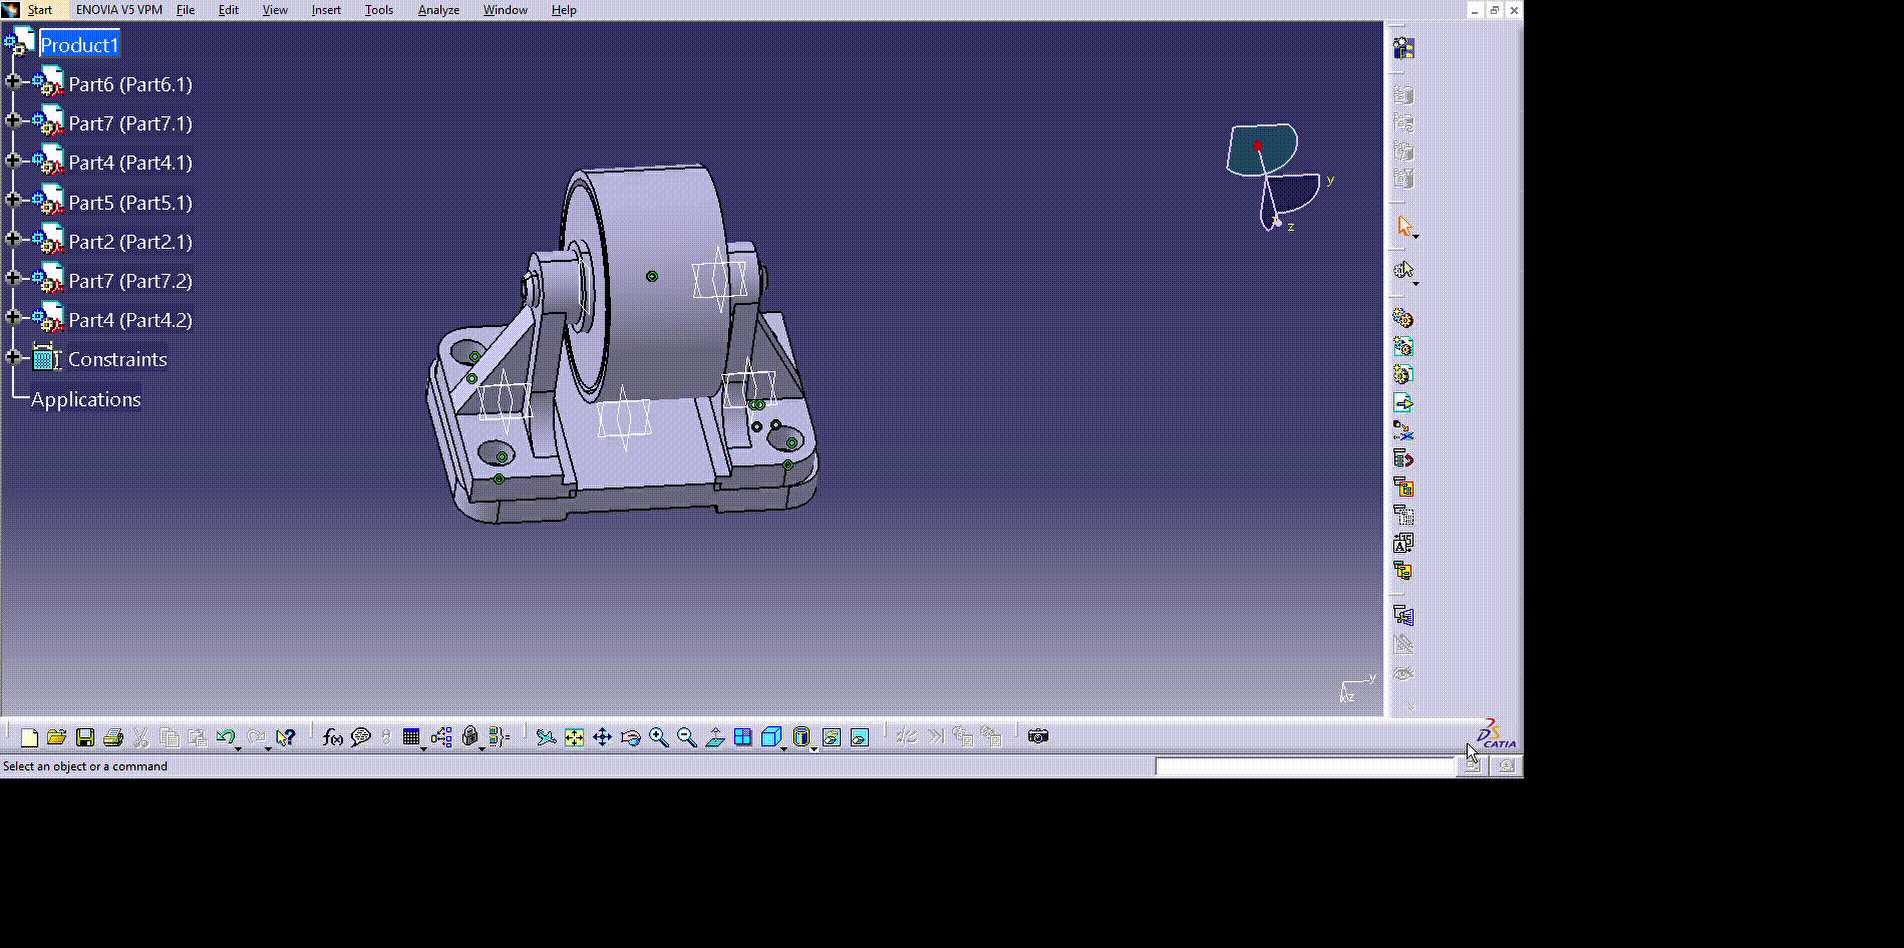 Start ENOVIA V5 VPM File Edit View Insert Tools Analyze Window Help
Product1
Part6 (Part6.1)
Part7 (Part7.1)
Part4 (Part4.1)
Part5 (Part5.1)
Part2 (Part2.1)
Part7 (Part7.2)
Part4 (Part4.2)
Constraints
Applications
y
z
y
z
f(x)
CATIA
Select an object or a command